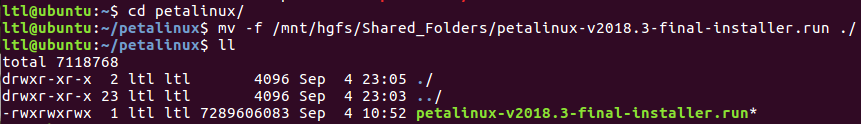 ltl@ubuntu:~$ cd petalinux/
ltl@ubuntu:~/petalinux$ mv -f /mnt/hgfs/Shared_Folders/petalinux-v2018.3-final-installer.run ./
ltl@ubuntu:~/petalinux$ ll
total 7118768
drwxr-xr-x  2 ltl ltl       4096 Sep  4 23:05 ./
drwxr-xr-x 23 ltl ltl       4096 Sep  4 23:03 ../
-rwxrwxrwx  1 ltl ltl 7289606083 Sep  4 10:52 petalinux-v2018.3-final-installer.run*